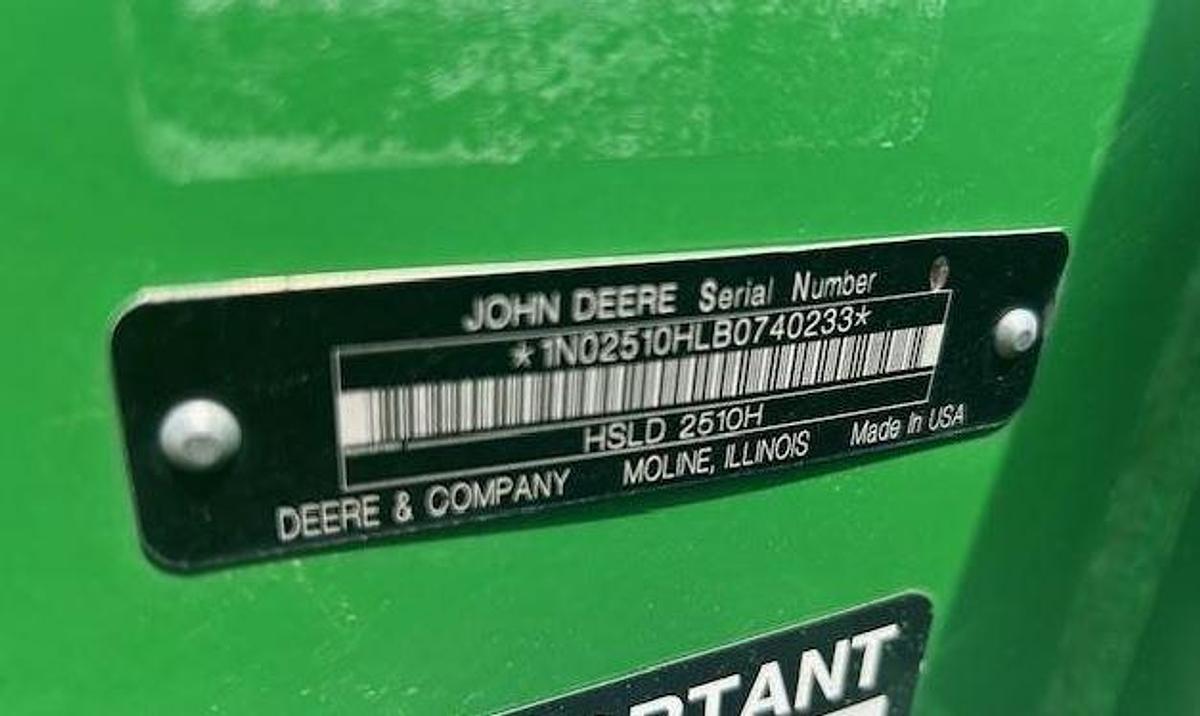 JOHN DEERE Serial Number
*1N02510HLB0740233*
HSLD 2510H
DEERE & COMPANY MOLINE, ILLINOIS Made In USA